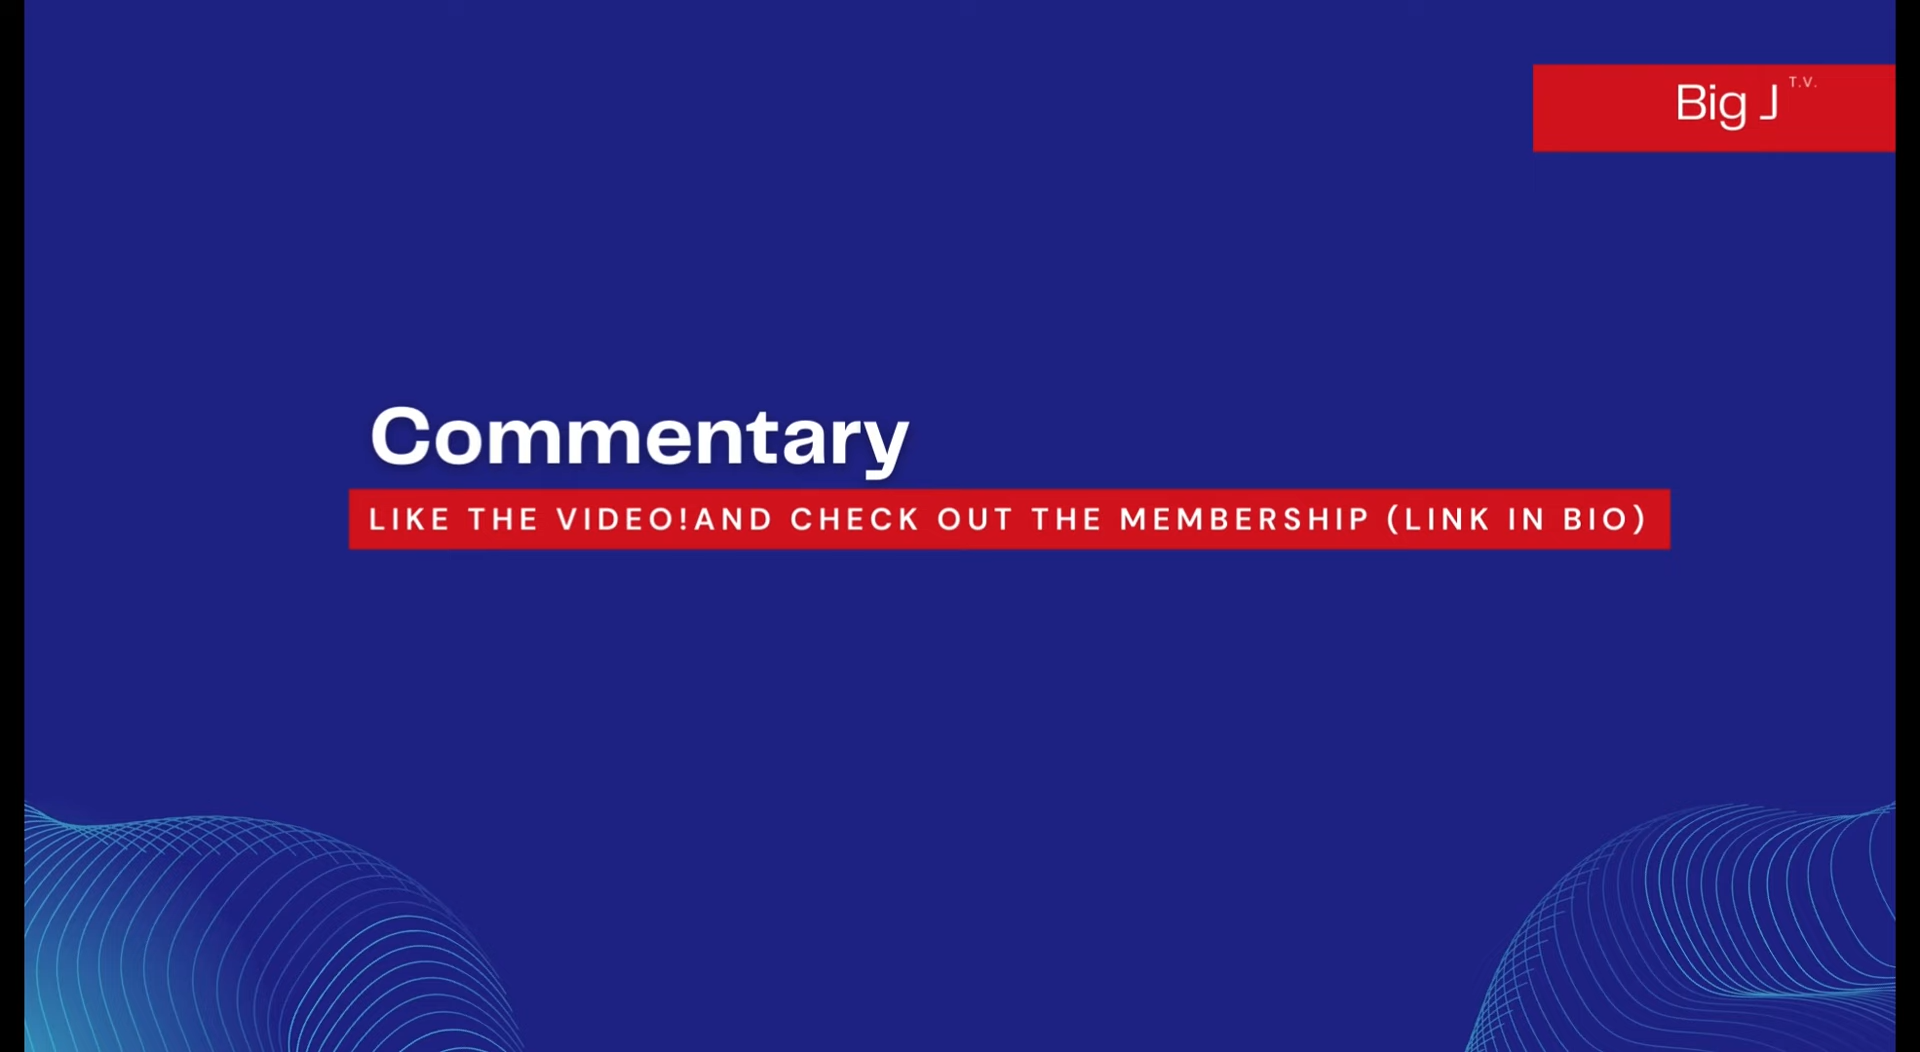 Big J T.V.
Commentary
LIKE THE VIDEO!AND CHECK OUT THE MEMBERSHIP (LINK IN BIO)